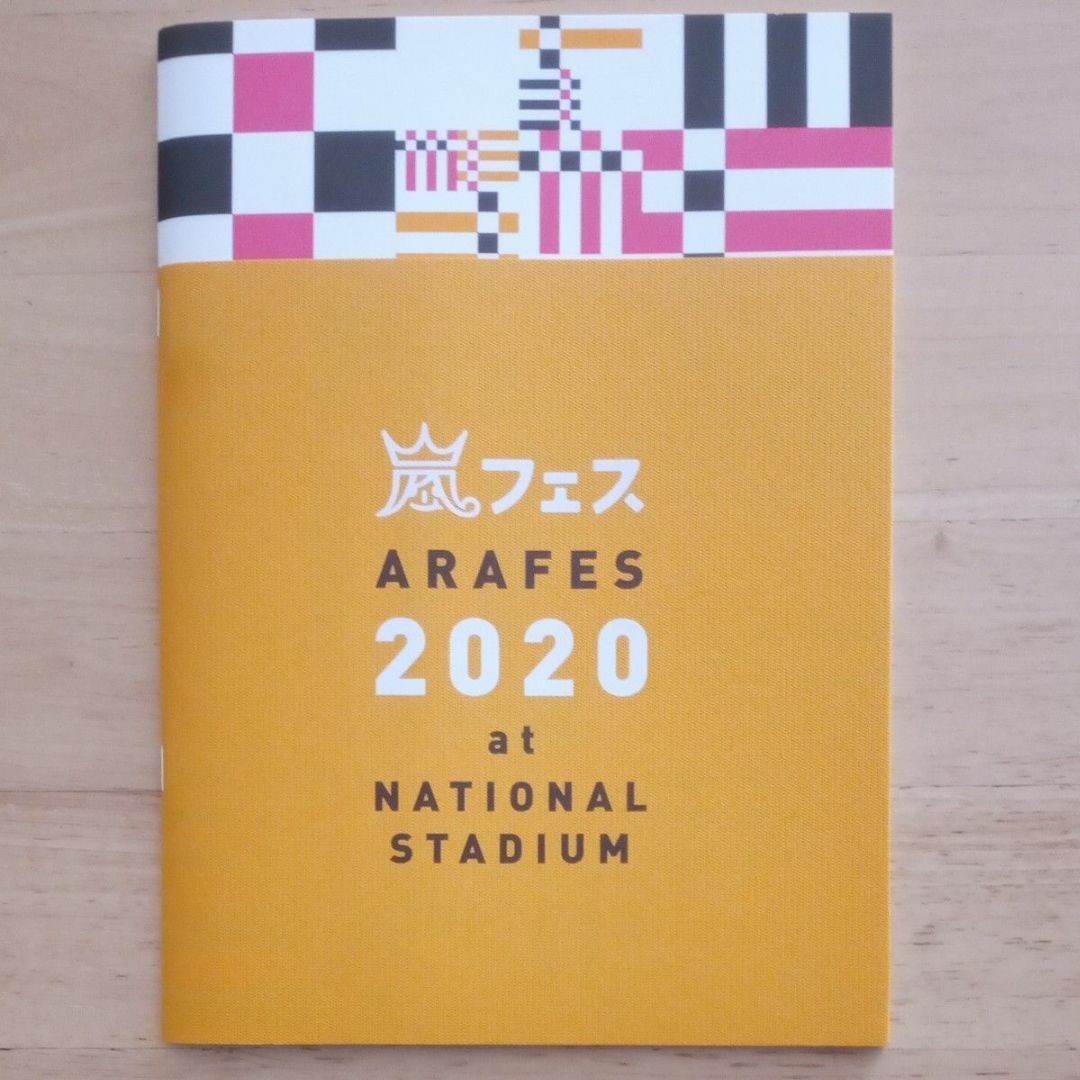 嵐フェス
ARAFES
2020
at
NATIONAL
STADIUM